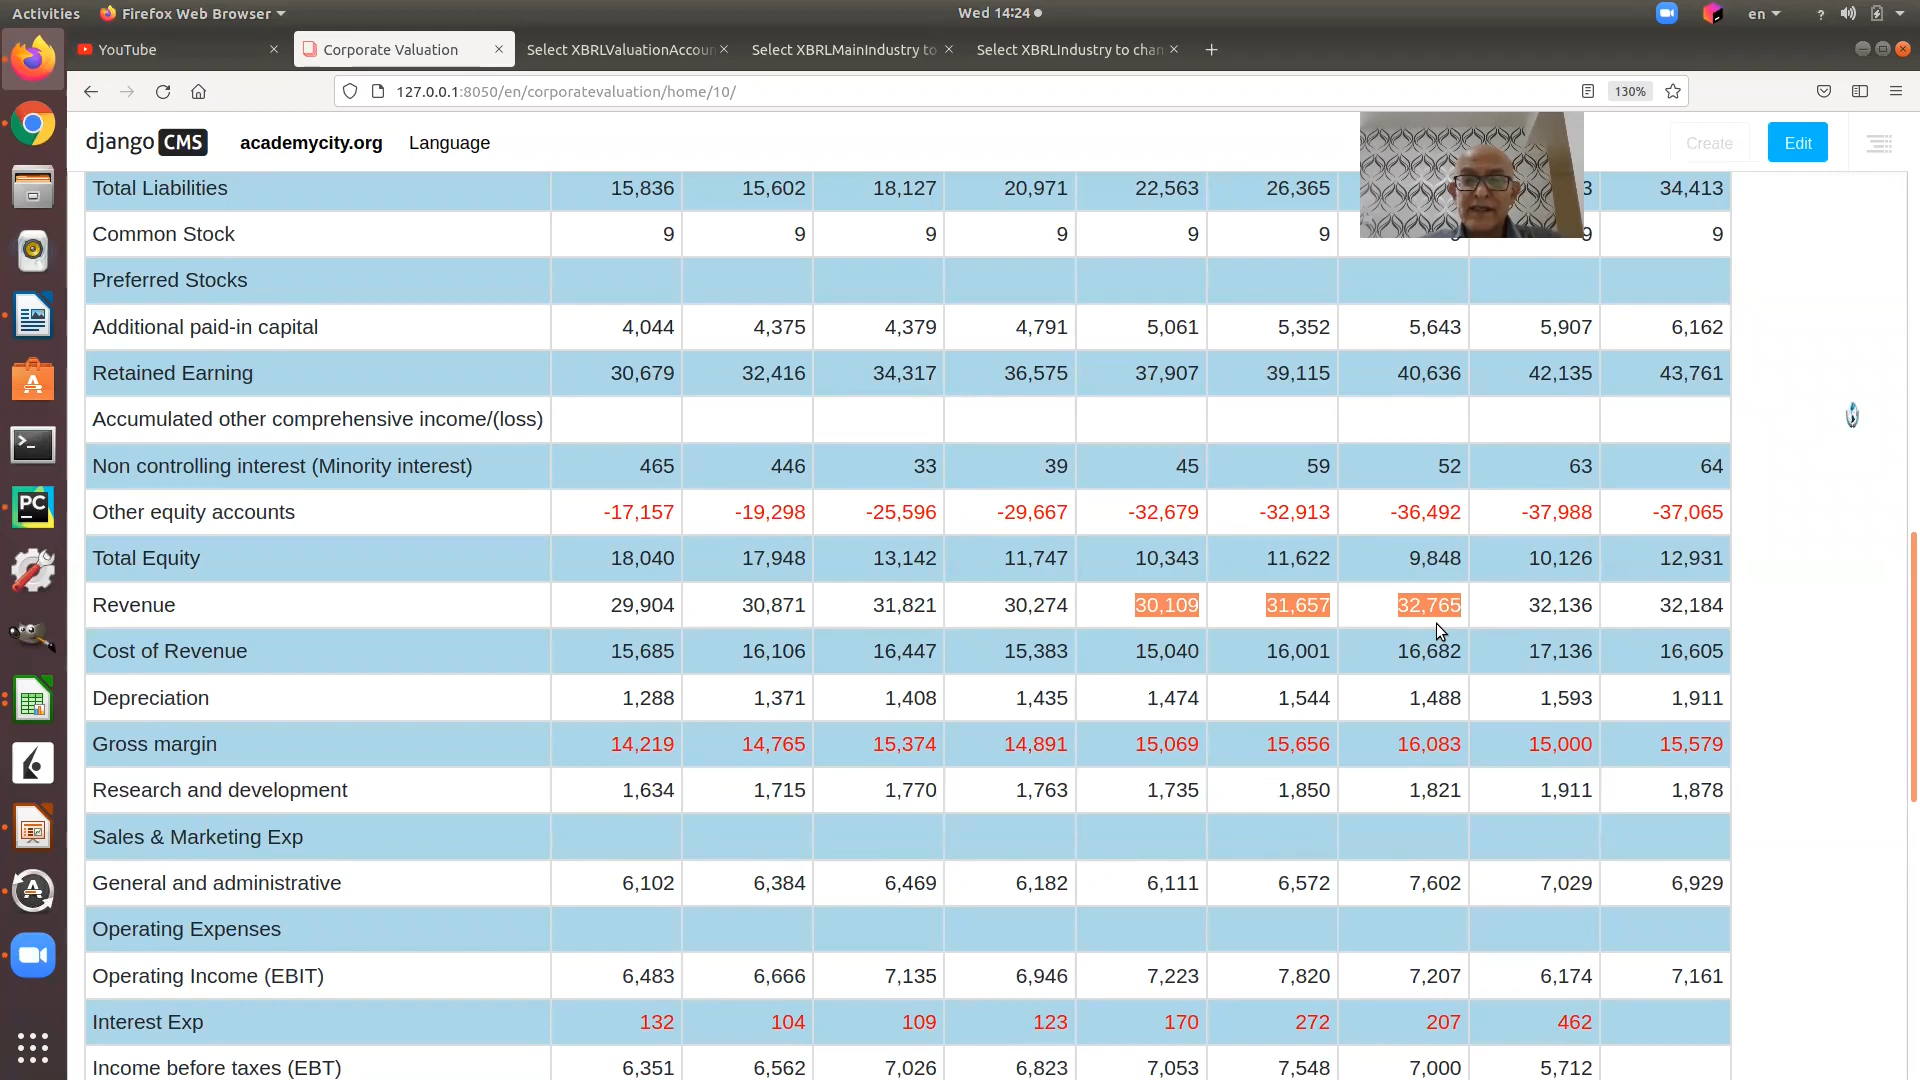 Activities Firefox Web Browser Wed 14:24 en ?
YouTube Corporate Valuation Select XBRLValuationAccoun Select XBRLMainIndustry to Select XBRLIndustry to chan
127.0.0.1:8050/en/corporatevaluation/home/10/ 130%
django CMS academycity.org Language Create Edit
Total Liabilities 15,836 15,602 18,127 20,971 22,563 26,365 3 34,413
Common Stock 9 9 9 9 9 9 9 9
Preferred Stocks
Additional paid-in capital 4,044 4,375 4,379 4,791 5,061 5,352 5,643 5,907 6,162
Retained Earning 30,679 32,416 34,317 36,575 37,907 39,115 40,636 42,135 43,761
Accumulated other comprehensive income/(loss)
Non controlling interest (Minority interest) 465 446 33 39 45 59 52 63 64
Other equity accounts -17,157 -19,298 -25,596 -29,667 -32,679 -32,913 -36,492 -37,988 -37,065
Total Equity 18,040 17,948 13,142 11,747 10,343 11,622 9,848 10,126 12,931
Revenue 29,904 30,871 31,821 30,274 30,109 31,657 32,765 32,136 32,184
Cost of Revenue 15,685 16,106 16,447 15,383 15,040 16,001 16,682 17,136 16,605
Depreciation 1,288 1,371 1,408 1,435 1,474 1,544 1,488 1,593 1,911
Gross margin 14,219 14,765 15,374 14,891 15,069 15,656 16,083 15,000 15,579
Research and development 1,634 1,715 1,770 1,763 1,735 1,850 1,821 1,911 1,878
Sales & Marketing Exp
General and administrative 6,102 6,384 6,469 6,182 6,111 6,572 7,602 7,029 6,929
Operating Expenses
Operating Income (EBIT) 6,483 6,666 7,135 6,946 7,223 7,820 7,207 6,174 7,161
Interest Exp 132 104 109 123 170 272 207 462
Income before taxes (EBT) 6,351 6,562 7,026 6,823 7,053 7,548 7,000 5,712